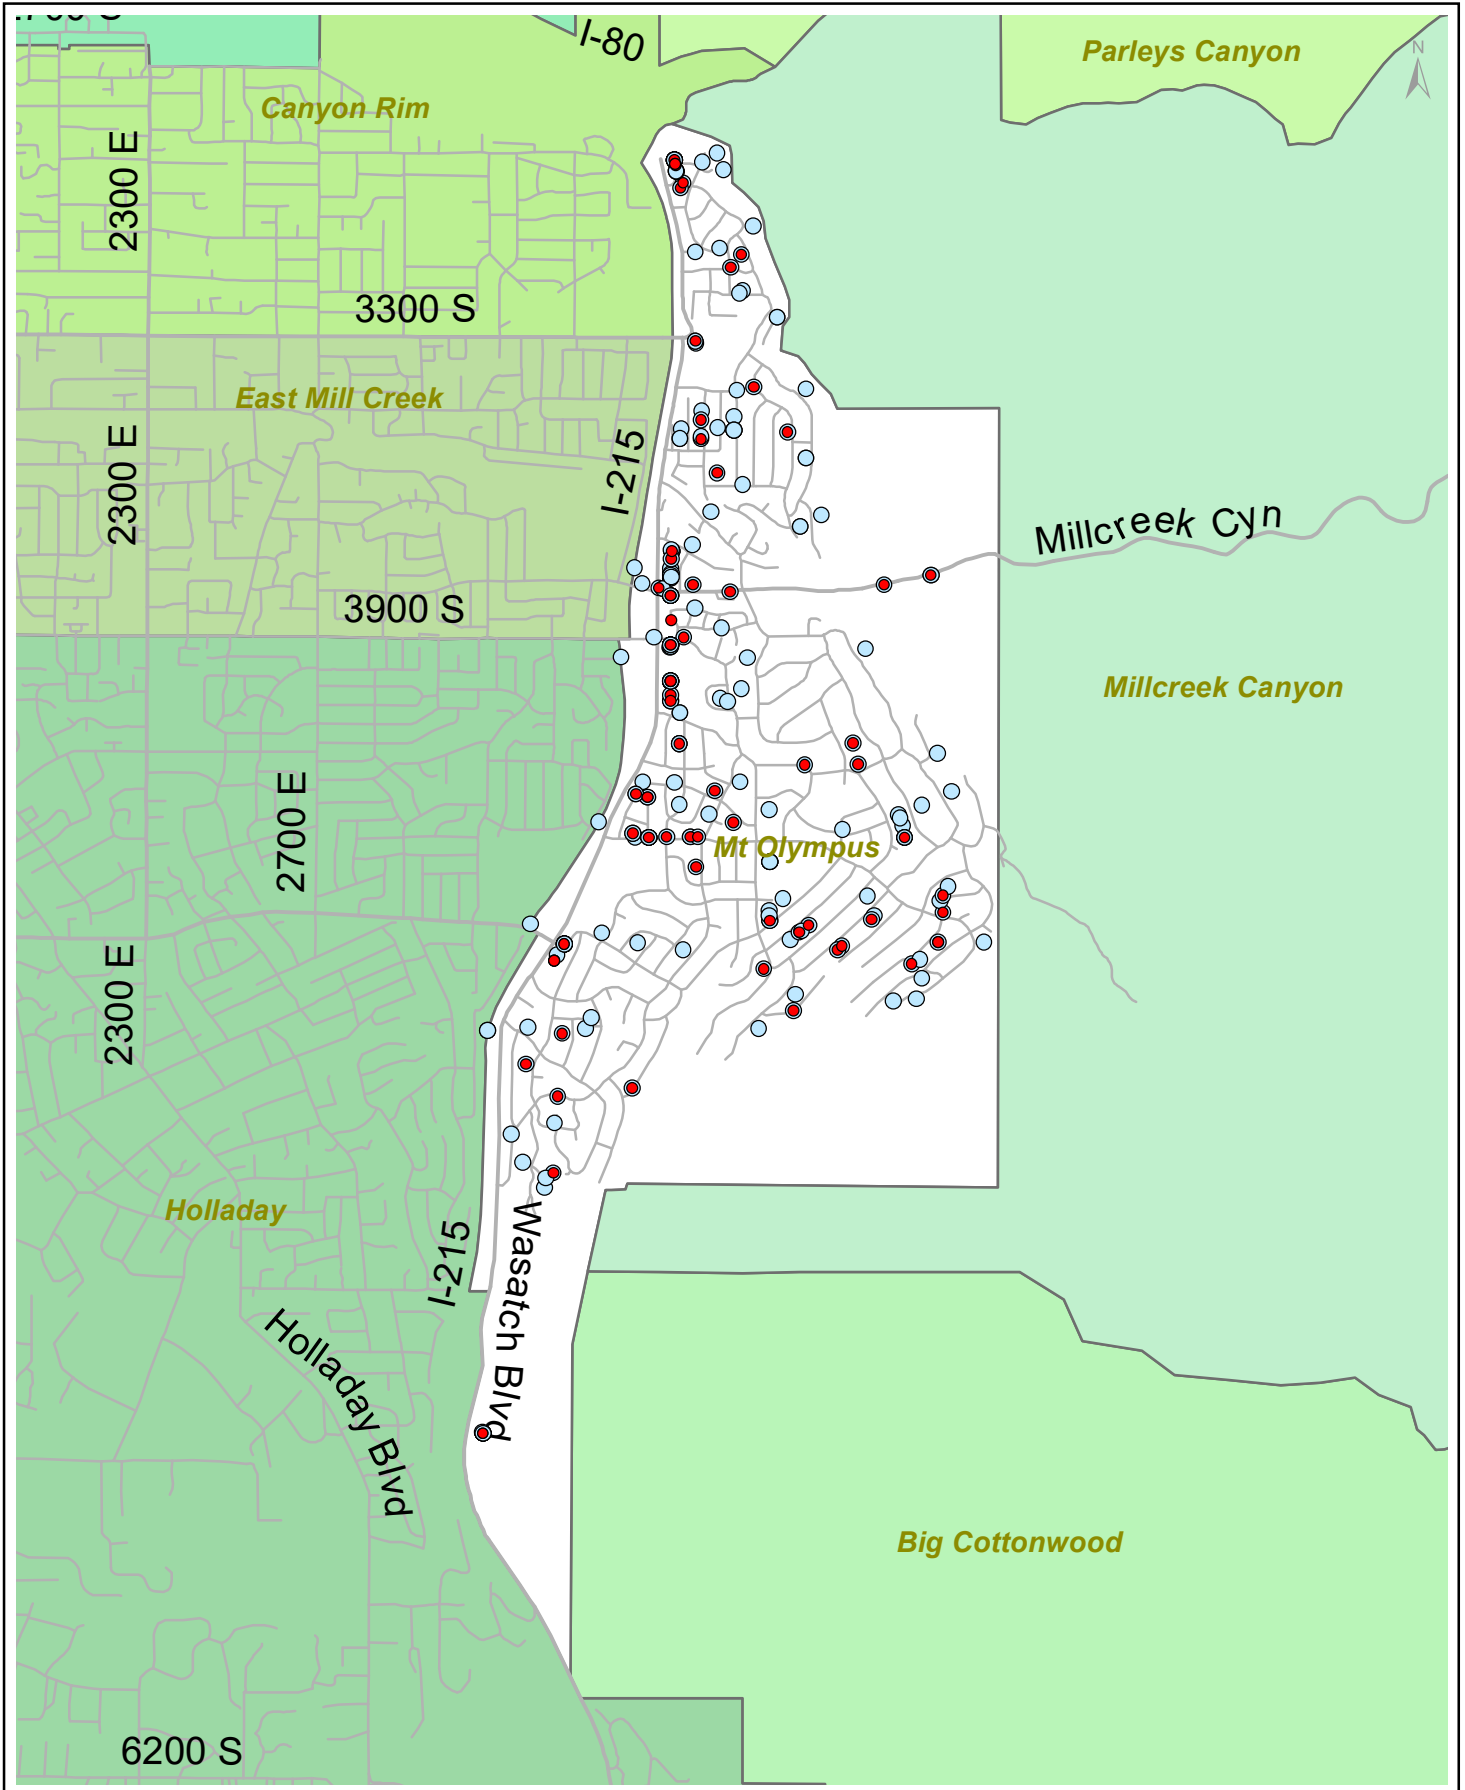 I-80
Parleys Canyon
N
Canyon Rim
2300 E
3300 S
East Mill Creek
2300 E
I-215
Millcreek Cyn
3900 S
Millcreek Canyon
2700 E
Mt Olympus
2300 E
Holladay
I-215
Wasatch Blvd
Holladay Blvd
Big Cottonwood
6200 S